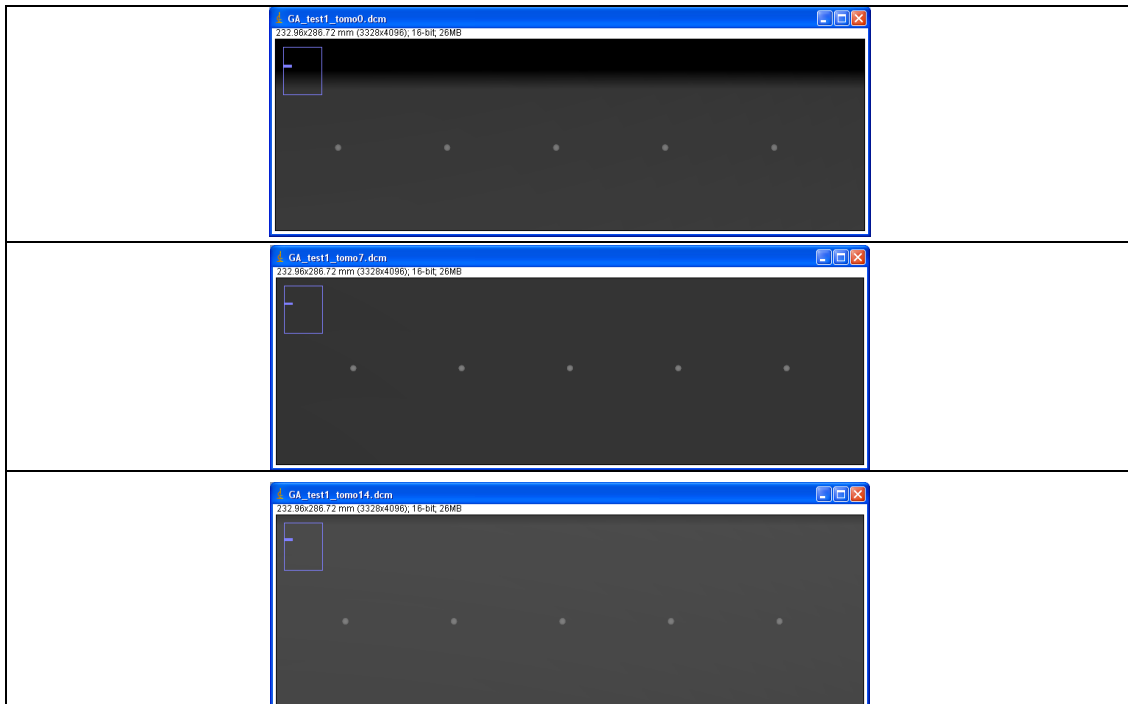 GA_test1_tomo0.dcm
232.96x286.72 mm (3328x4096); 16-bit; 26MB
GA_test1_tomo7.dcm
232.96x286.72 mm (3328x4096); 16-bit; 26MB
GA_test1_tomo14.dcm
232.96x286.72 mm (3328x4096); 16-bit; 26MB